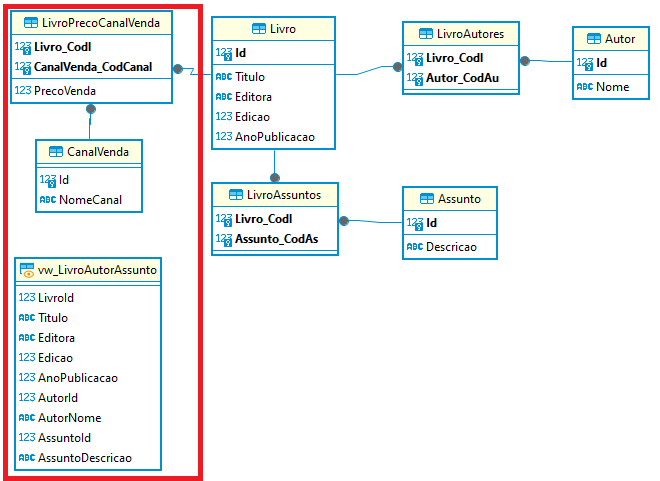 LivroPrecoCanalVenda
123 Livro_Codl
123 CanalVenda_CodCanal
123 PrecoVenda
CanalVenda
123 Id
ABC NomeCanal
vw_LivroAutorAssunto
123 LivroId
ABC Titulo
ABC Editora
123 Edicao
ABC AnoPublicacao
123 AutorId
ABC AutorNome
123 AssuntoId
ABC AssuntoDescricao
Livro
123 Id
ABC Titulo
ABC Editora
123 Edicao
ABC AnoPublicacao
LivroAssuntos
123 Livro_Codl
123 Assunto_CodAs
LivroAutores
123 Livro_Codl
123 Autor_CodAu
Assunto
123 Id
ABC Descricao
Autor
123 Id
ABC Nome